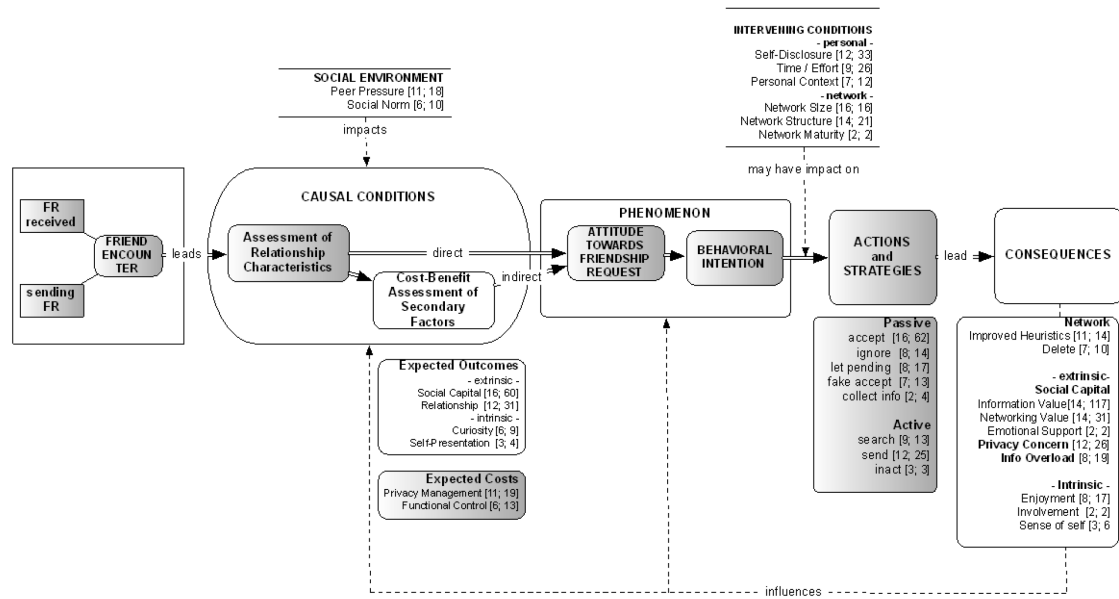 INTERVENING CONDITIONS
- personal -
Self-Disclosure [12; 33]
Time / Effort [9; 26]
Personal Context [7; 12]
- network -
Network SIze [16; 16]
Network Structure [14; 21]
Network Maturity [2; 2]
SOCIAL ENVIRONMENT
Peer Pressure [11; 18]
Social Norm [6; 10]
impacts
may have impact on
FR
received
FRIEND
ENCOUN
TER
sending
FR
leads
CAUSAL CONDITIONS
Assessment of
Relationship
Characteristics
direct
Cost-Benefit
Assessment of
Secondary
Factors
indirect
PHENOMENON
ATTITUDE
TOWARDS
FRIENDSHIP
REQUEST
BEHAVIORAL
INTENTION
ACTIONS
and
STRATEGIES
lead
CONSEQUENCES
Expected Outcomes
- extrinsic -
Social Capital [16; 60]
Relationship [12; 31]
- intrinsic -
Curiosity [6; 9]
Self-Presentation [3; 4]
Expected Costs
Privacy Management [11; 19]
Functional Control [6; 13]
Passive
accept [16; 62]
ignore [8; 14]
let pending [8; 17]
fake accept [7; 13]
collect info [2; 4]
Active
search [9; 13]
send [12; 25]
inact [3; 3]
Network
Improved Heuristics [11; 14]
Delete [7; 10]
-extrinsic-
Social Capital
Information Value[14; 117]
Networking Value [14; 31]
Emotional Support [2; 2]
Privacy Concern [12; 26]
Info Overload [8; 19]
- Intrinsic -
Enjoyment [8; 17]
Involvement [2; 2]
Sense of self [3; 6
influences